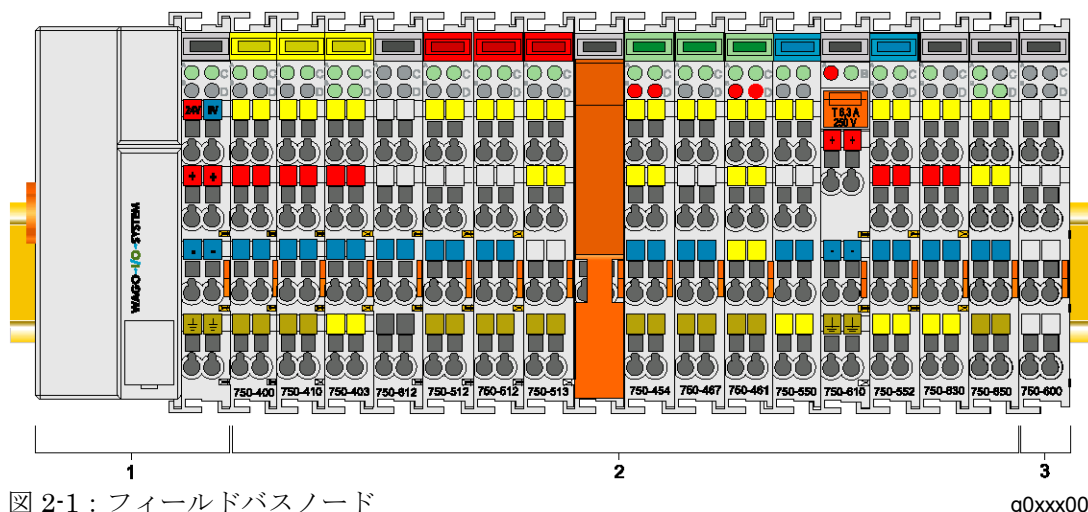 C C C C C C C C C C C B C C C C
D D D D D D D D D D D D D D D
24V 0V
T 6,3 A
250 V
+ +
+ +
- - - -
WAGO-I/O-SYSTEM
750-400 750-410 750-403 750-612 750-512 750-512 750-513 750-454 750-467 750-461 750-550 750-610 750-552 750-630 750-650 750-600
1 2 3
図 2-1：フィールドバスノード
g0xxx00